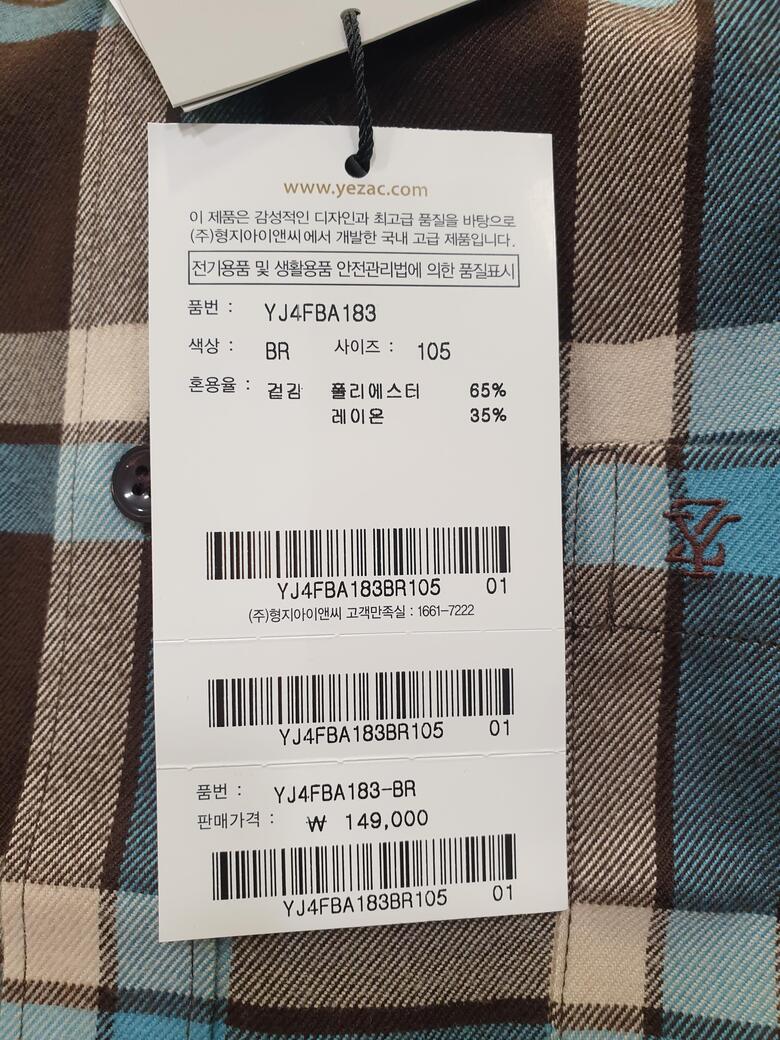 www.yezac.com
이 제품은 감성적인 디자인과 최고급 품질을 바탕으로
(주)형지아이앤씨에서 개발한 국내 고급 제품입니다.
전기용품 및 생활용품 안전관리법에 의한 품질표시
품번 : YJ4FBA183
색상 : BR 사이즈 : 105
혼용율 : 겉감 폴리에스터 65%
레이온 35%
YJ4FBA183BR105 01
(주)형지아이앤씨 고객만족실 : 1661-7222
YJ4FBA183BR105 01
품번 : YJ4FBA183-BR
판매가격 : ₩ 149,000
YJ4FBA183BR105 01